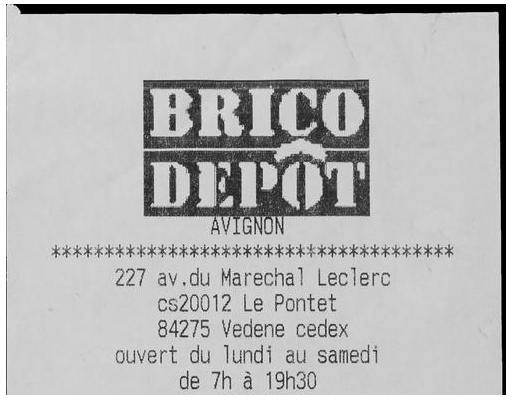 BRICO
DEPÔT
AVIGNON
**************************************
227 av.du Marechal Leclerc
cs20012 Le Pontet
84275 Vedene cedex
ouvert du lundi au samedi
de 7h à 19h30